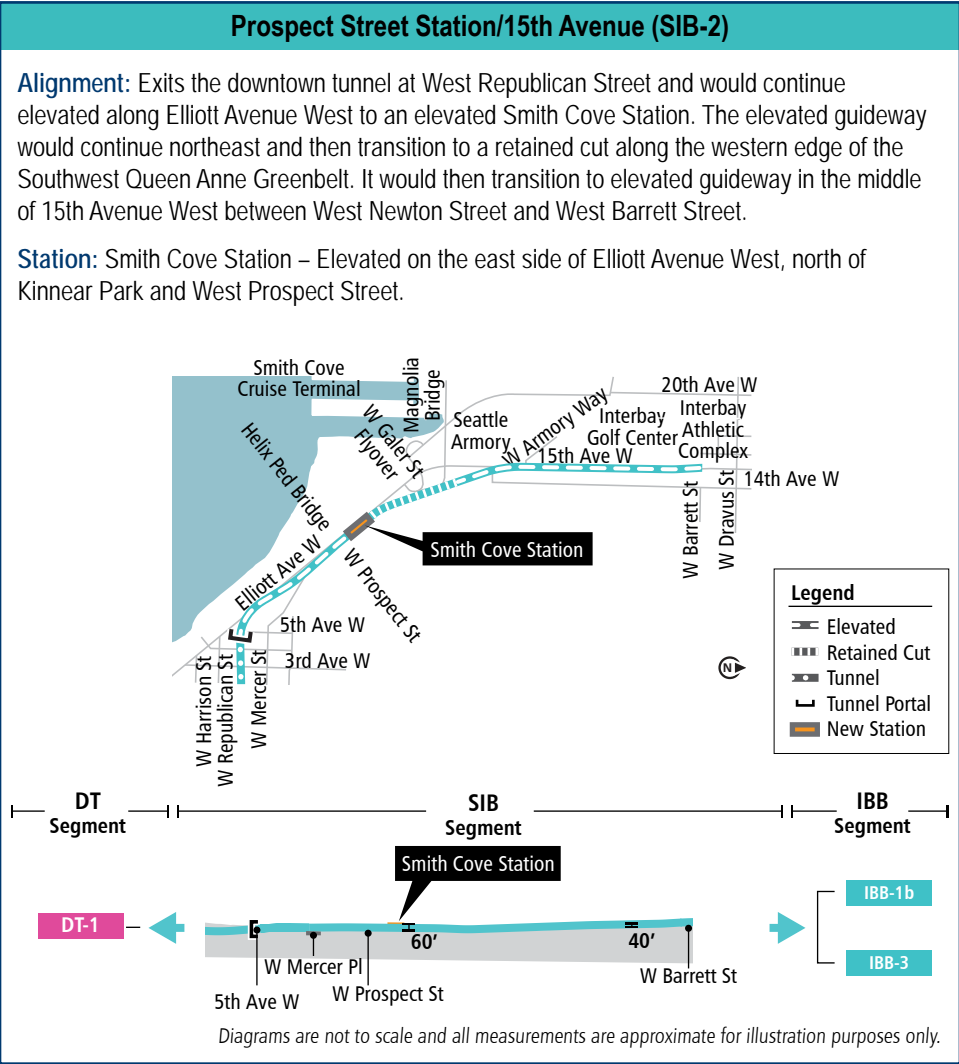 Prospect Street Station/15th Avenue (SIB-2)
Alignment: Exits the downtown tunnel at West Republican Street and would continue
elevated along Elliott Avenue West to an elevated Smith Cove Station. The elevated guideway
would continue northeast and then transition to a retained cut along the western edge of the
Southwest Queen Anne Greenbelt. It would then transition to elevated guideway in the middle
of 15th Avenue West between West Newton Street and West Barrett Street.
Station: Smith Cove Station – Elevated on the east side of Elliott Avenue West, north of
Kinnear Park and West Prospect Street.
Smith Cove
Cruise Terminal
Magnolia
Bridge
W Galer St
Flyover
Helix Ped Bridge
Seattle
Armory
W Armory Way
20th Ave W
Interbay
Golf Center
Interbay
Athletic
Complex
15th Ave W
14th Ave W
W Barrett St
W Dravus St
Smith Cove Station
Elliott Ave W
W Prospect St
5th Ave W
3rd Ave W
W Harrison St
W Republican St
W Mercer St
N
Legend
Elevated
Retained Cut
Tunnel
Tunnel Portal
New Station
DT
Segment
SIB
Segment
IBB
Segment
Smith Cove Station
DT-1
60’
40’
IBB-1b
IBB-3
W Mercer Pl
W Barrett St
5th Ave W
W Prospect St
Diagrams are not to scale and all measurements are approximate for illustration purposes only.